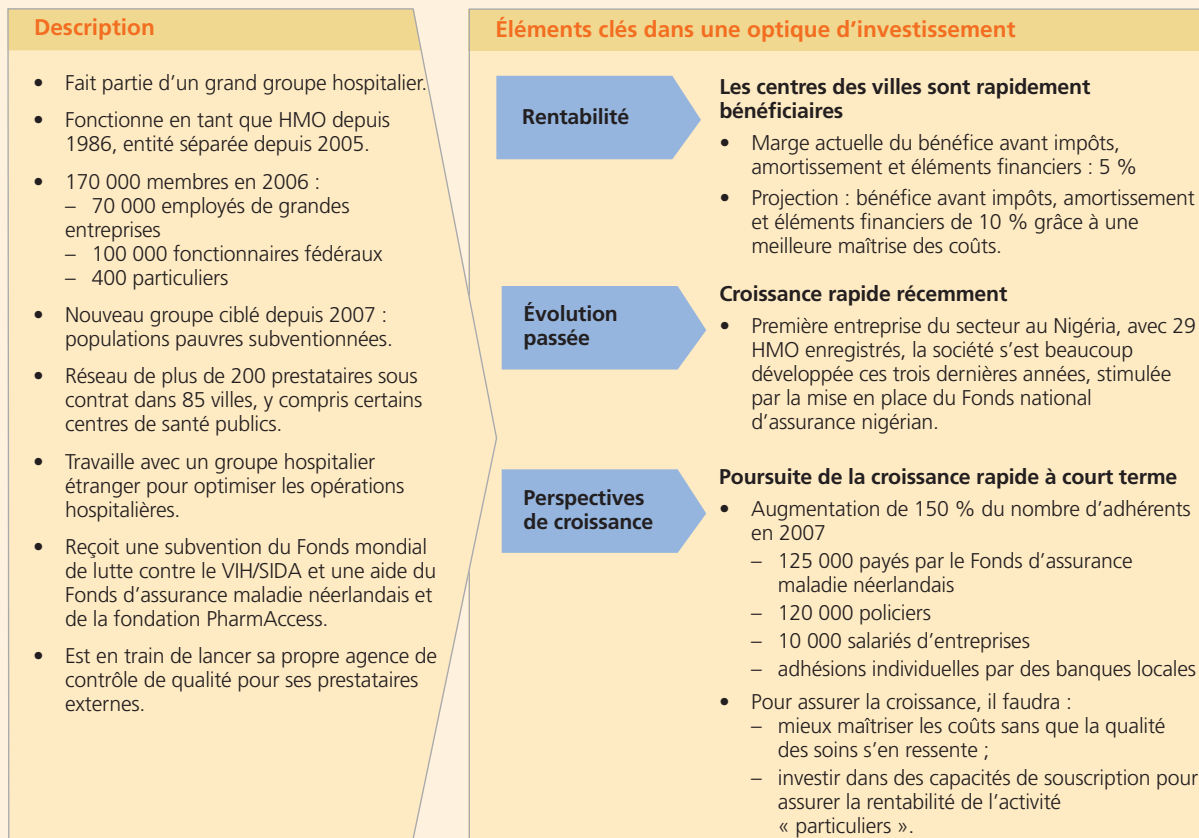 Description
• Fait partie d'un grand groupe hospitalier.
• Fonctionne en tant que HMO depuis
1986, entité séparée depuis 2005.
• 170 000 membres en 2006 :
– 70 000 employés de grandes
entreprises
– 100 000 fonctionnaires fédéraux
– 400 particuliers
• Nouveau groupe ciblé depuis 2007 :
populations pauvres subventionnées.
• Réseau de plus de 200 prestataires sous
contrat dans 85 villes, y compris certains
centres de santé publics.
• Travaille avec un groupe hospitalier
étranger pour optimiser les opérations
hospitalières.
• Reçoit une subvention du Fonds mondial
de lutte contre le VIH/SIDA et une aide du
Fonds d'assurance maladie néerlandais et
de la fondation PharmAccess.
• Est en train de lancer sa propre agence de
contrôle de qualité pour ses prestataires
externes.
Éléments clés dans une optique d'investissement
Rentabilité
Les centres des villes sont rapidement
bénéficiaires
• Marge actuelle du bénéfice avant impôts,
amortissement et éléments financiers : 5 %
• Projection : bénéfice avant impôts, amortissement
et éléments financiers de 10 % grâce à une
meilleure maîtrise des coûts.
Évolution
passée
Croissance rapide récemment
• Première entreprise du secteur au Nigéria, avec 29
HMO enregistrés, la société s'est beaucoup
développée ces trois dernières années, stimulée
par la mise en place du Fonds national
d'assurance nigérian.
Perspectives
de croissance
Poursuite de la croissance rapide à court terme
• Augmentation de 150 % du nombre d'adhérents
en 2007
– 125 000 payés par le Fonds d'assurance
maladie néerlandais
– 120 000 policiers
– 10 000 salariés d'entreprises
– adhésions individuelles par des banques locales
• Pour assurer la croissance, il faudra :
– mieux maîtriser les coûts sans que la qualité
des soins s'en ressente ;
– investir dans des capacités de souscription pour
assurer la rentabilité de l'activité
« particuliers ».